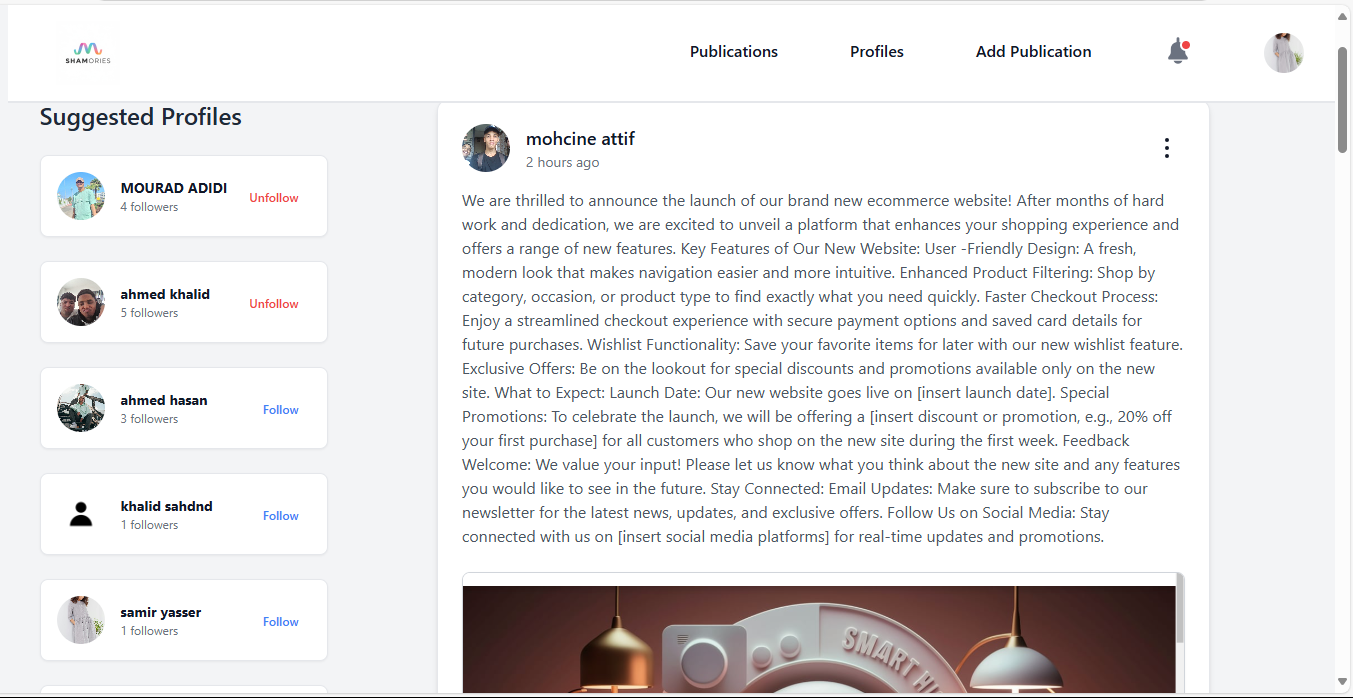 SHAMORIES
Publications
Profiles
Add Publication
Suggested Profiles
MOURAD ADIDI
4 followers
Unfollow
ahmed khalid
5 followers
Unfollow
ahmed hasan
3 followers
Follow
khalid sahdnd
1 followers
Follow
samir yasser
1 followers
Follow
mohcine attif
2 hours ago
We are thrilled to announce the launch of our brand new ecommerce website! After months of hard
work and dedication, we are excited to unveil a platform that enhances your shopping experience and
offers a range of new features. Key Features of Our New Website: User -Friendly Design: A fresh,
modern look that makes navigation easier and more intuitive. Enhanced Product Filtering: Shop by
category, occasion, or product type to find exactly what you need quickly. Faster Checkout Process:
Enjoy a streamlined checkout experience with secure payment options and saved card details for
future purchases. Wishlist Functionality: Save your favorite items for later with our new wishlist feature.
Exclusive Offers: Be on the lookout for special discounts and promotions available only on the new
site. What to Expect: Launch Date: Our new website goes live on [insert launch date]. Special
Promotions: To celebrate the launch, we will be offering a [insert discount or promotion, e.g., 20% off
your first purchase] for all customers who shop on the new site during the first week. Feedback
Welcome: We value your input! Please let us know what you think about the new site and any features
you would like to see in the future. Stay Connected: Email Updates: Make sure to subscribe to our
newsletter for the latest news, updates, and exclusive offers. Follow Us on Social Media: Stay
connected with us on [insert social media platforms] for real-time updates and promotions.
SMART